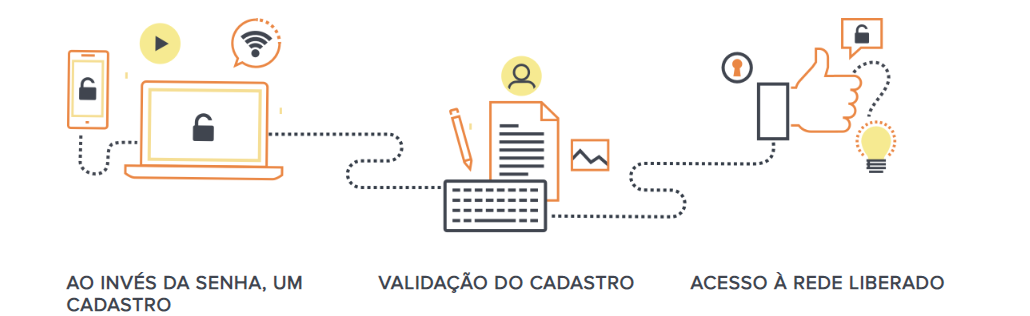 AO INVÉS DA SENHA, UM
CADASTRO
VALIDAÇÃO DO CADASTRO
ACESSO À REDE LIBERADO